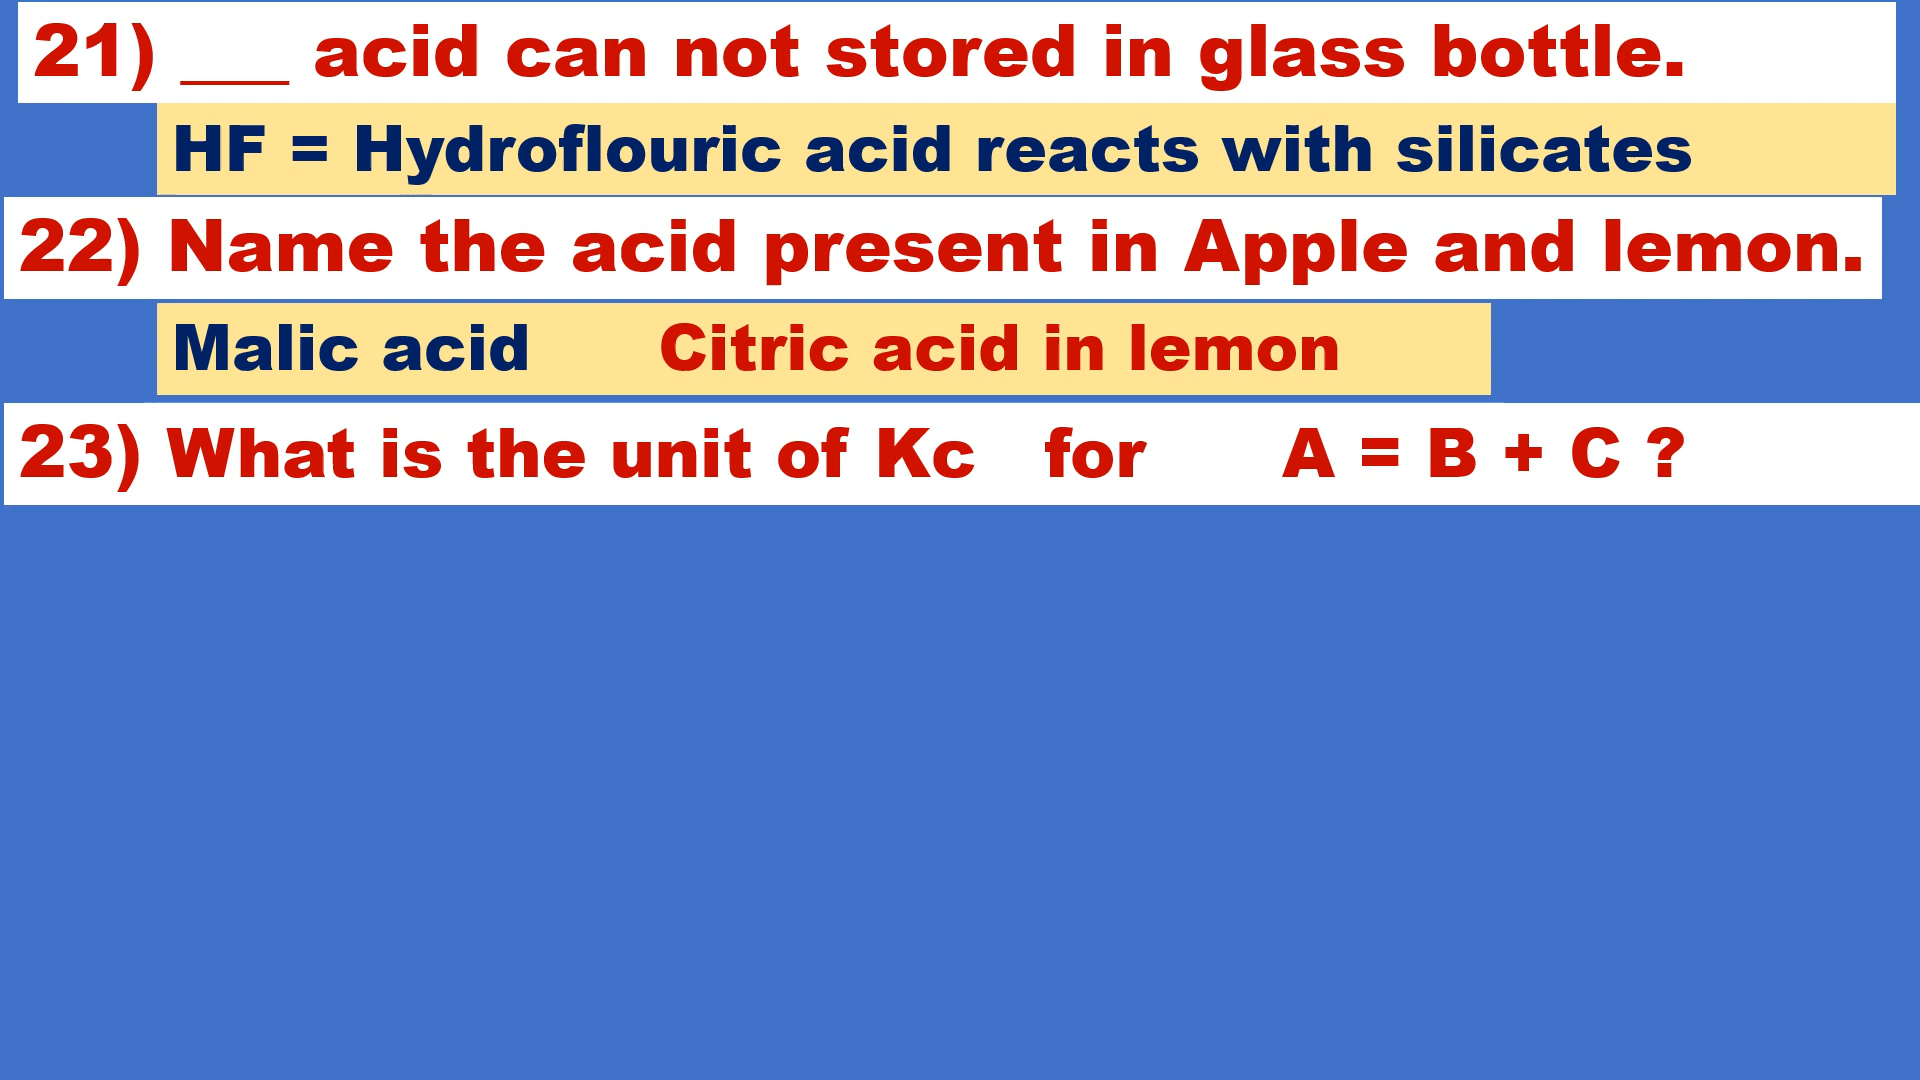 21) ___ acid can not stored in glass bottle.
HF = Hydroflouric acid reacts with silicates
22) Name the acid present in Apple and lemon.
Malic acid Citric acid in lemon
23) What is the unit of Kc for A = B + C ?